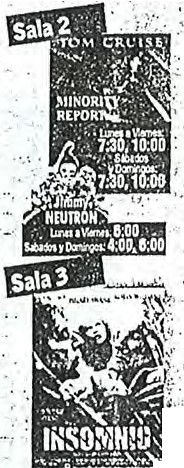 Sala 2
TOM CRUISE
MINORITY
REPORT
Lunes a Viernes:
7:30, 10:00
Sábados
y Domingos:
7:30, 10:00
Jimmy
NEUTRON
Lunes a Viernes: 6:00
Sábados y Domingos: 4:00, 6:00
Sala 3
INSOMNIO